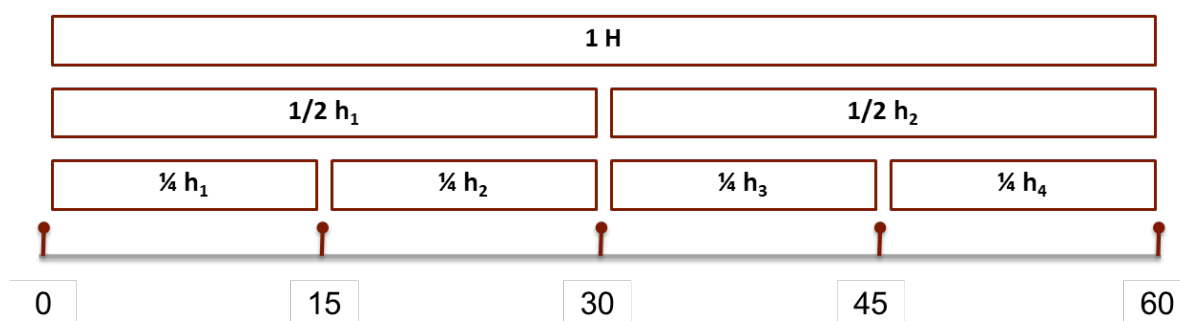 1 H
1/2 h₁ 1/2 h₂
¼ h₁ ¼ h₂ ¼ h₃ ¼ h₄
0 15 30 45 60